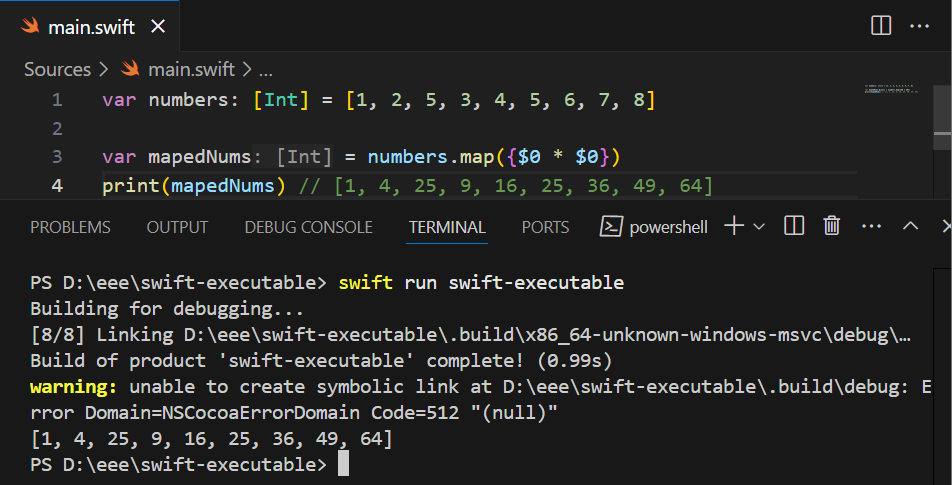 main.swift
Sources > main.swift > ...
1 var numbers: [Int] = [1, 2, 5, 3, 4, 5, 6, 7, 8]
2
3 var mapedNums: [Int] = numbers.map({$0 * $0})
4 print(mapedNums) // [1, 4, 25, 9, 16, 25, 36, 49, 64]
PROBLEMS OUTPUT DEBUG CONSOLE TERMINAL PORTS powershell
PS D:\eee\swift-executable> swift run swift-executable
Building for debugging...
[8/8] Linking D:\eee\swift-executable\.build\x86_64-unknown-windows-msvc\debug\…
Build of product 'swift-executable' complete! (0.99s)
warning: unable to create symbolic link at D:\eee\swift-executable\.build\debug: E
rror Domain=NSCocoaErrorDomain Code=512 "(null)"
[1, 4, 25, 9, 16, 25, 36, 49, 64]
PS D:\eee\swift-executable>